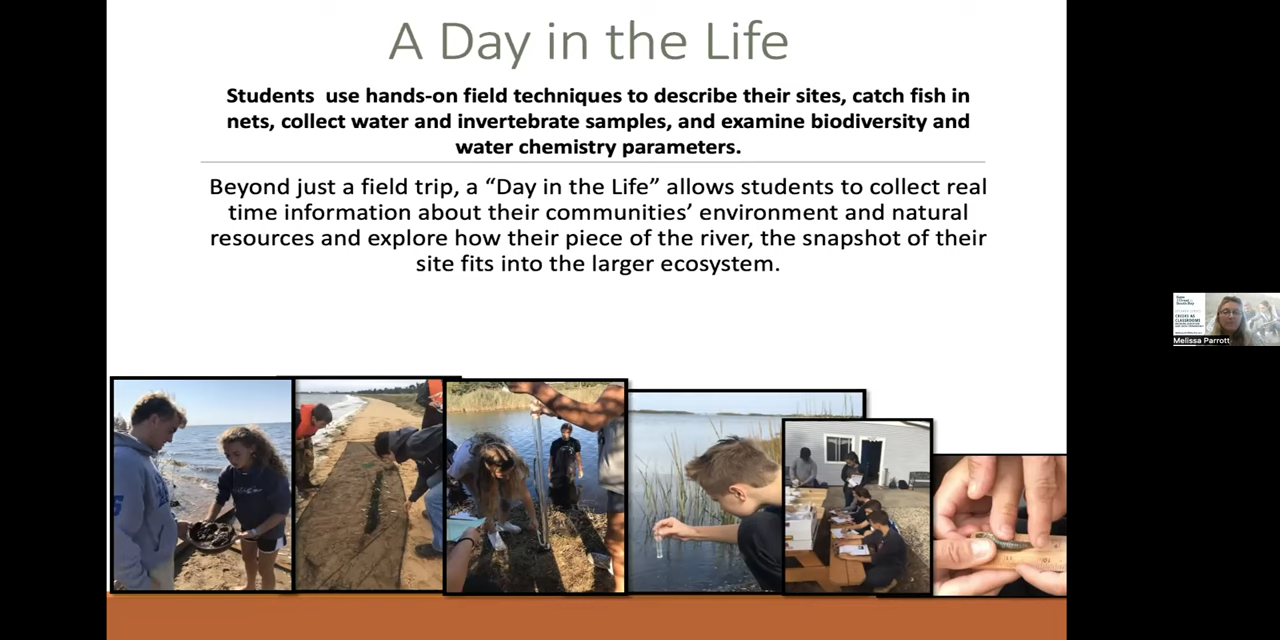 A Day in the Life
Students use hands-on field techniques to describe their sites, catch fish in
nets, collect water and invertebrate samples, and examine biodiversity and
water chemistry parameters.
Beyond just a field trip, a “Day in the Life” allows students to collect real
time information about their communities’ environment and natural
resources and explore how their piece of the river, the snapshot of their
site fits into the larger ecosystem.
CREEKS AS
CLASSROOMS
Melissa Parrott